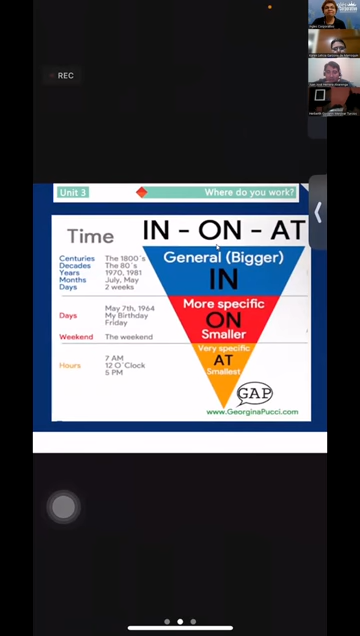 REC
Unit 3
Where do you work?
Time
IN - ON - AT
Centuries The 1800´s
Decades The 80´s
Years 1970, 1981
Months July, May
Days 2 weeks
General (Bigger)
IN
Days
May 7th, 1964
My Birthday
Friday
Weekend The weekend
More specific
ON
Smaller
Hours
7 AM
12 O´Clock
5 PM
Very specific
AT
Smallest
GAP
www.GeorginaPucci.com